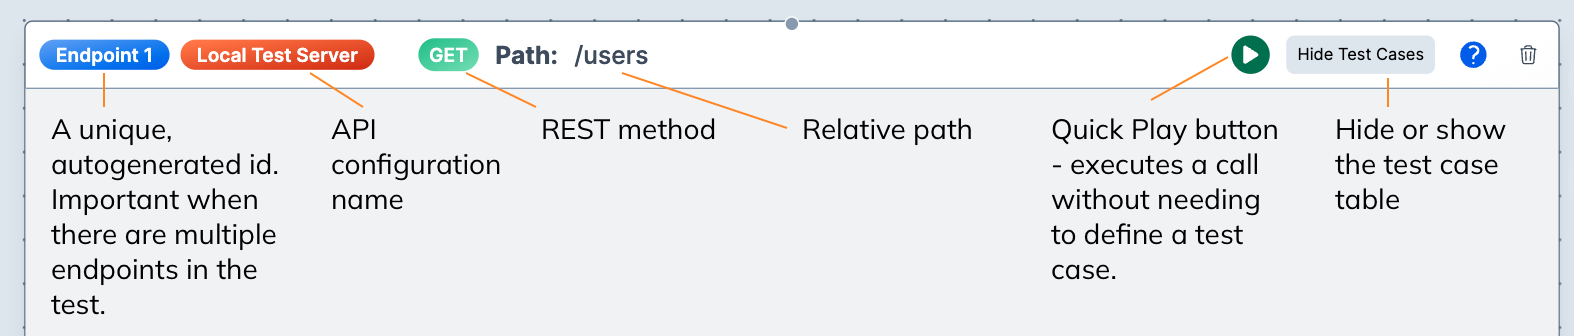 Endpoint 1
Local Test Server
GET
Path: /users
Hide Test Cases
?
A unique,
autogenerated id.
Important when
there are multiple
endpoints in the
test.
API
configuration
name
REST method
Relative path
Quick Play button
- executes a call
without needing
to define a test
case.
Hide or show
the test case
table